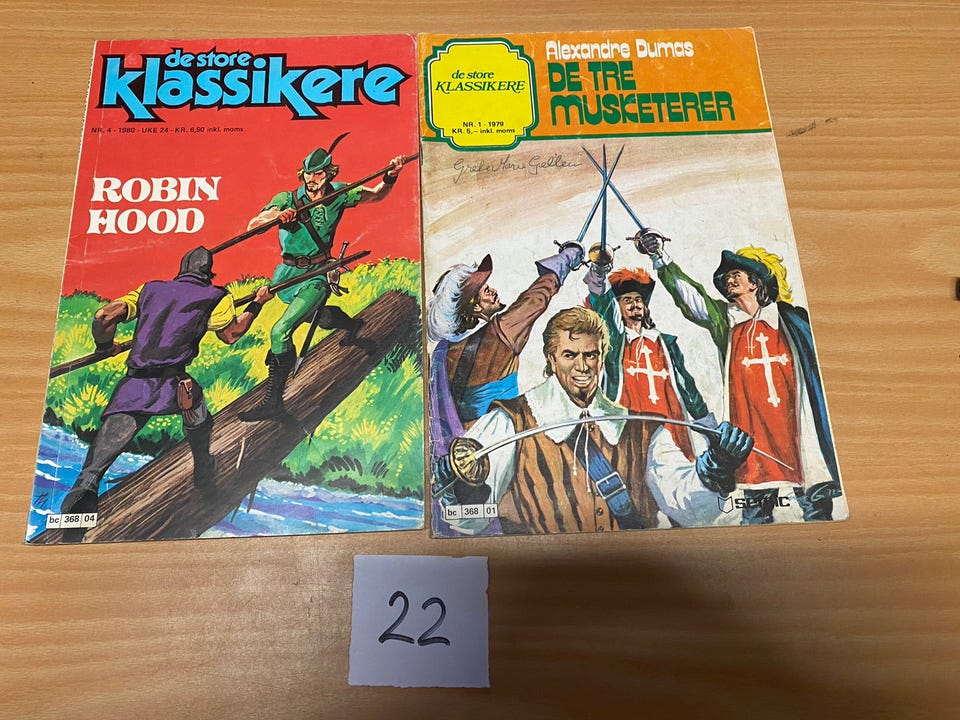 de store
klassikere
NR. 4 - 1980 - UKE 24 - KR. 6,50 inkl. moms
ROBIN
HOOD
bc 368 04
de store
KLASSIKERE
NR. 1 - 1979
KR. 5,– inkl. moms
Alexandre Dumas
DE TRE
MUSKETERER
bc 368 01
SEMIC
22